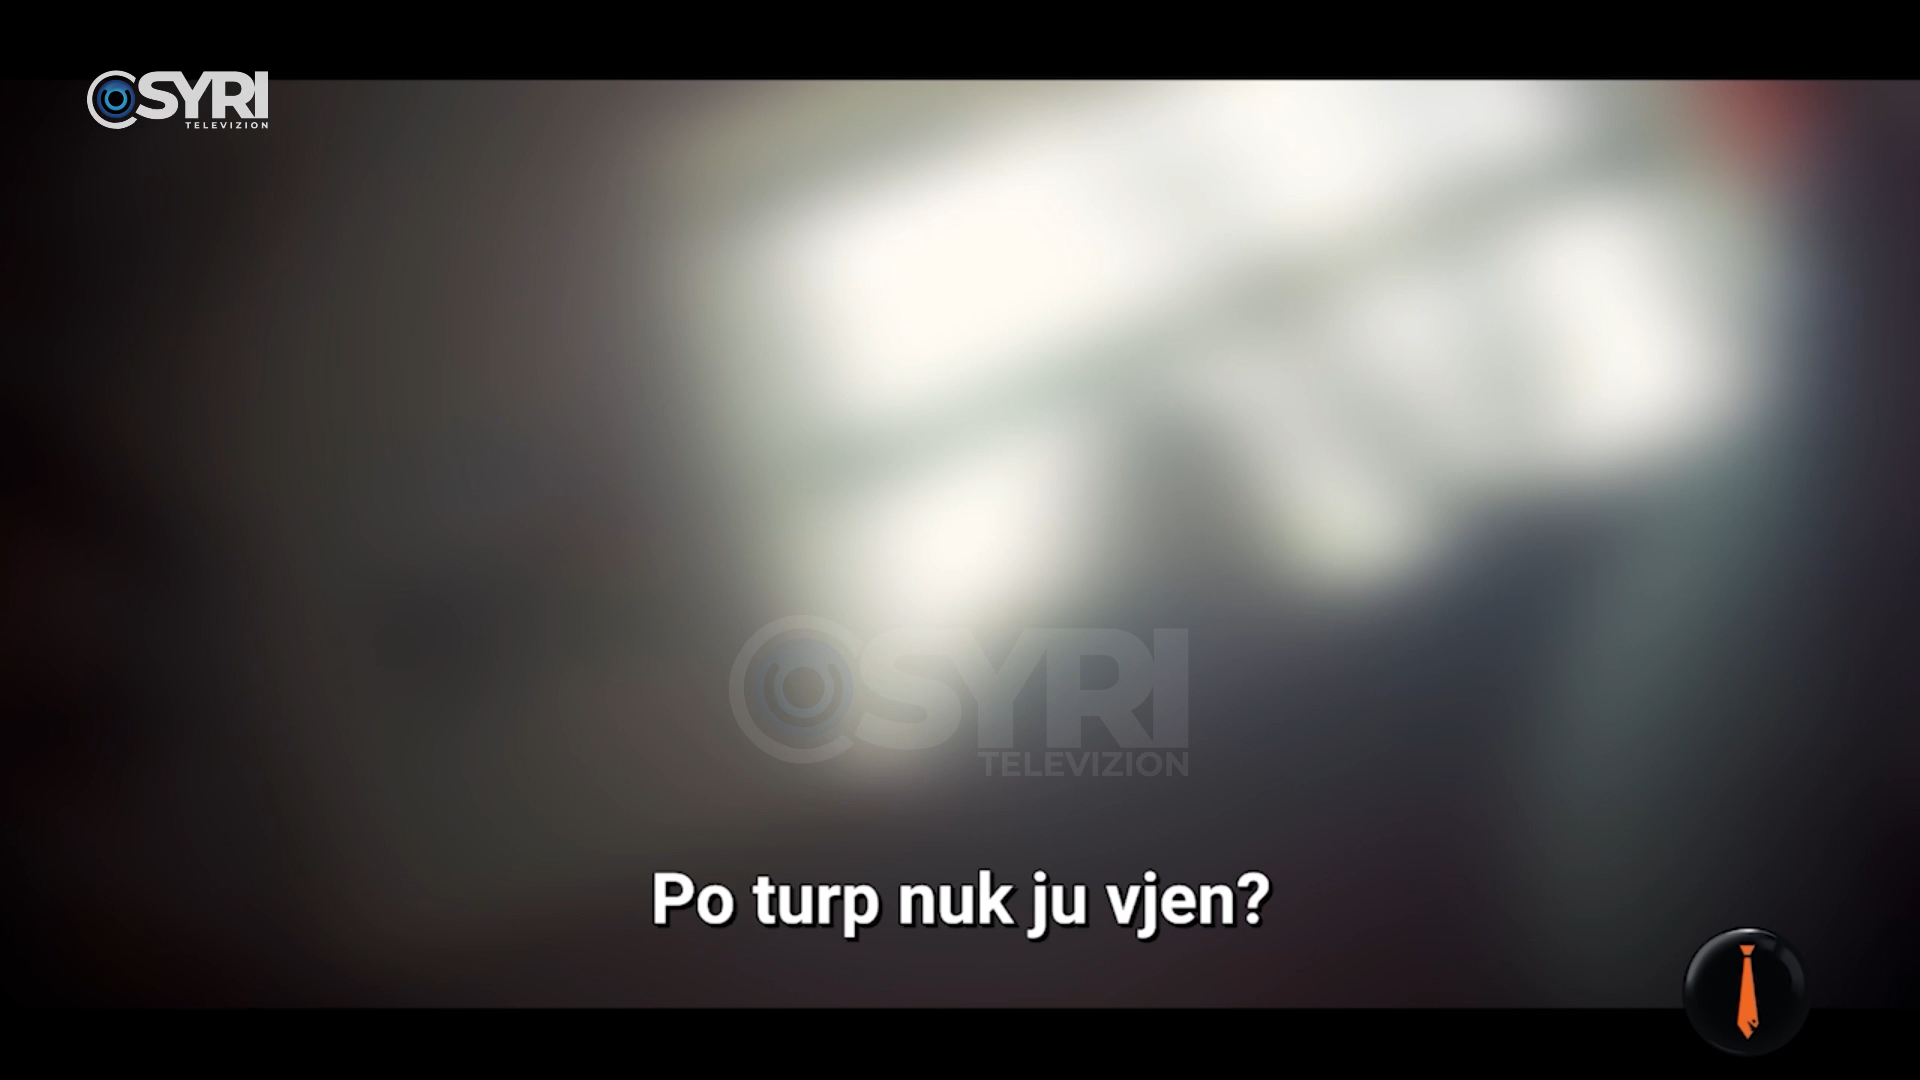 SYRI
TELEVIZION
SYRI
TELEVIZION
Po turp nuk ju vjen?